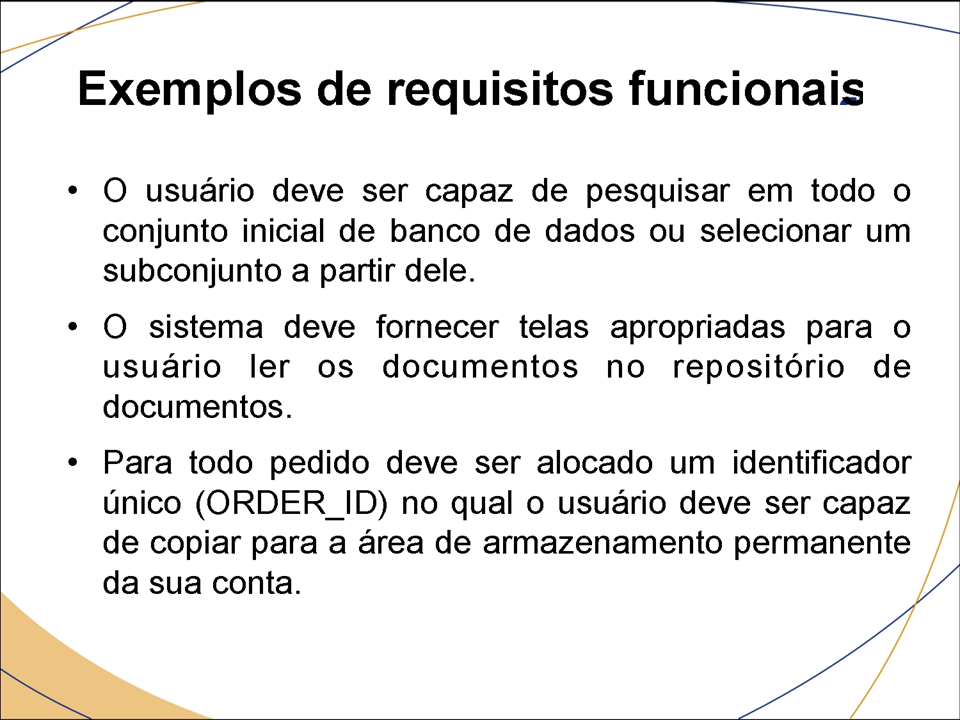 Exemplos de requisitos funcionais
• O usuário deve ser capaz de pesquisar em todo o
conjunto inicial de banco de dados ou selecionar um
subconjunto a partir dele.
• O sistema deve fornecer telas apropriadas para o
usuário ler os documentos no repositório de
documentos.
• Para todo pedido deve ser alocado um identificador
único (ORDER_ID) no qual o usuário deve ser capaz
de copiar para a área de armazenamento permanente
da sua conta.